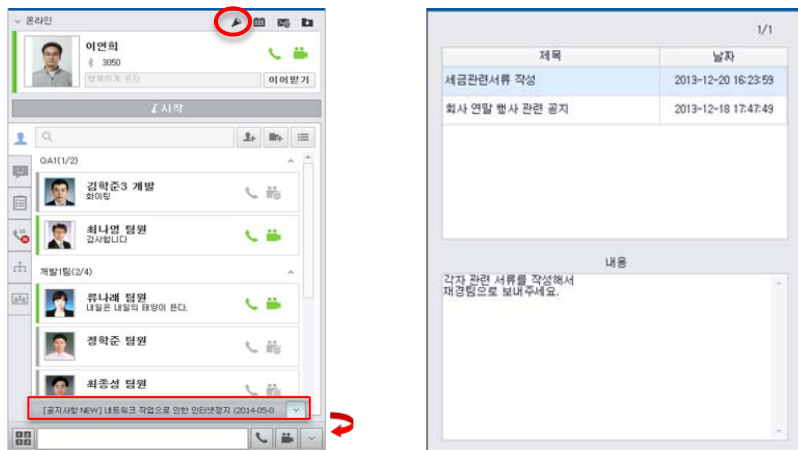 온라인
이연희
3050
이어받기
시작
QA1(1/2)
김학준3 개발
화이팅
최나영 팀원
감사합니다
개발1팀(2/4)
류나래 팀원
내일은 내일의 태양이 뜬다.
정학준 팀원
최종성 팀원
[공지사항 NEW] 네트워크 작업으로 인한 인터넷정지 (2014-05-0
1/1
제목 날자
세금관련서류 작성 2013-12-20 16:23:59
회사 연말 행사 관련 공지 2013-12-18 17:47:49
내용
각자 관련 서류를 작성해서
재경팀으로 보내주세요.